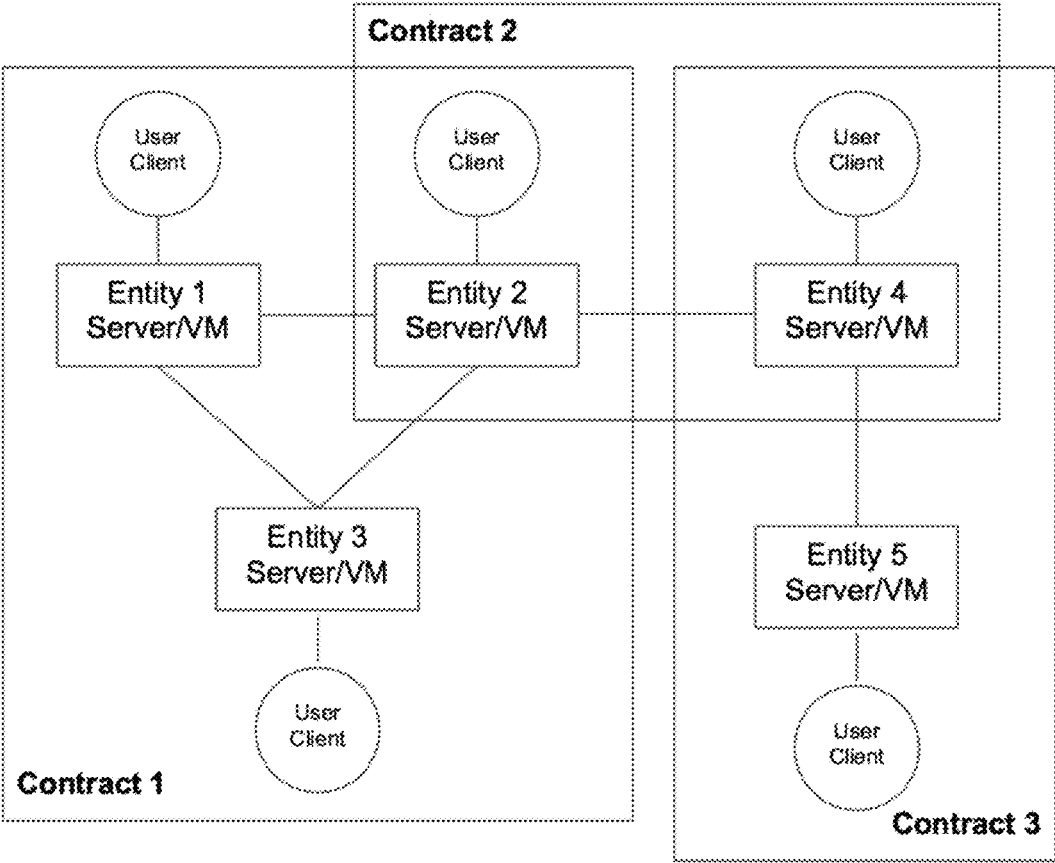 Contract 2
User
Client
User
Client
User
Client
Entity 1
Server/VM
Entity 2
Server/VM
Entity 4
Server/VM
Entity 3
Server/VM
Entity 5
Server/VM
User
Client
User
Client
Contract 1
Contract 3